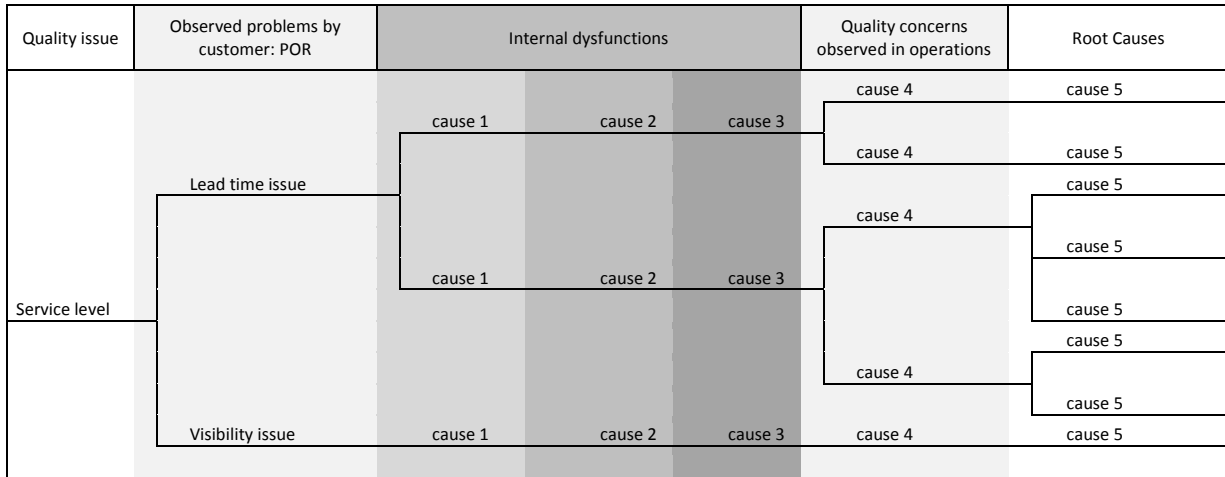 Quality issue
Observed problems by
customer: POR
Internal dysfunctions
Quality concerns
observed in operations
Root Causes
cause 4 cause 5
cause 1 cause 2 cause 3
cause 4 cause 5
Lead time issue
cause 5
cause 4
cause 5
cause 1 cause 2 cause 3
Service level
cause 5
cause 5
cause 4
cause 5
Visibility issue cause 1 cause 2 cause 3 cause 4 cause 5